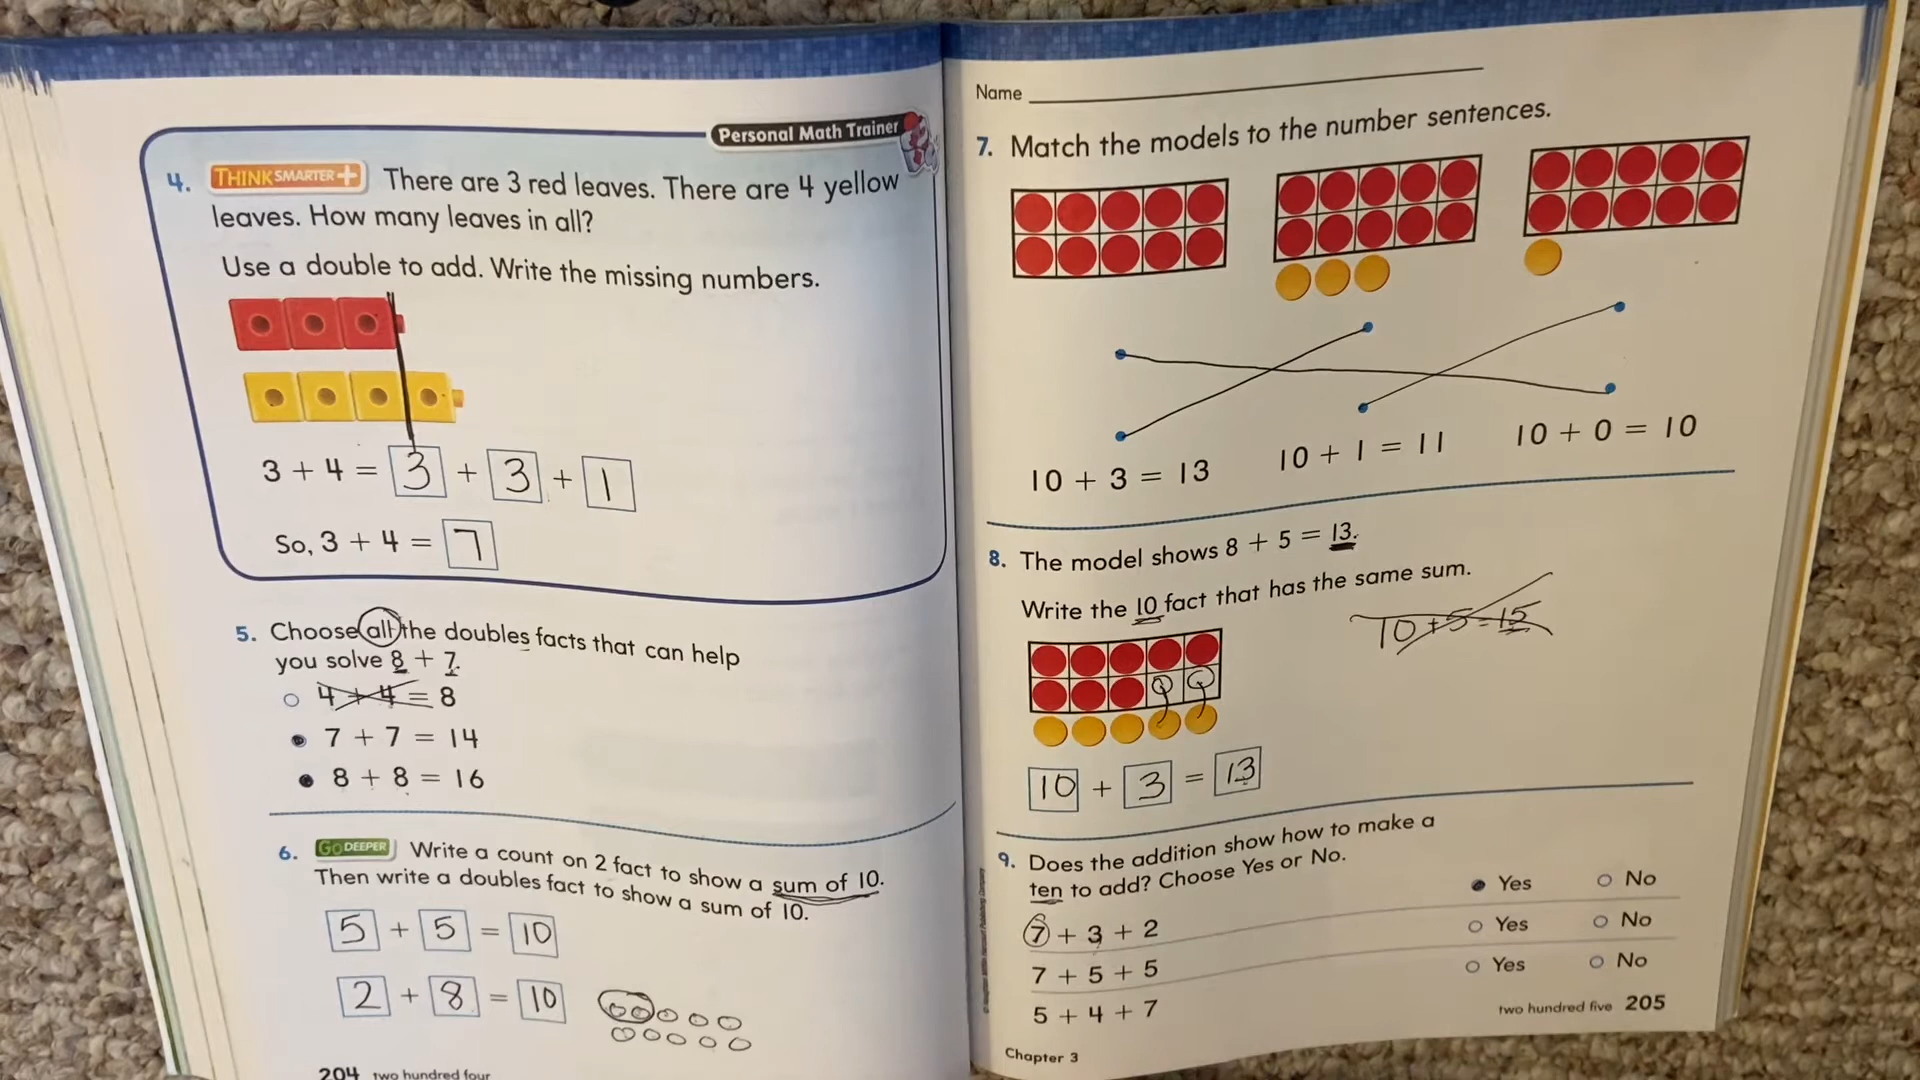 Personal Math Trainer
4. THINK SMARTER + There are 3 red leaves. There are 4 yellow
leaves. How many leaves in all?
Use a double to add. Write the missing numbers.
3 + 4 = 3 + 3 + 1
So, 3 + 4 = 7
5. Choose all the doubles facts that can help
you solve 8 + 7.
4 + 4 = 8
7 + 7 = 14
8 + 8 = 16
6. GO DEEPER Write a count on 2 fact to show a sum of 10.
Then write a doubles fact to show a sum of 10.
5 + 5 = 10
2 + 8 = 10
204 two hundred four
Name
7. Match the models to the number sentences.
10 + 3 = 13 10 + 1 = 11 10 + 0 = 10
8. The model shows 8 + 5 = 13.
Write the 10 fact that has the same sum.
10 + 5 = 15
10 + 3 = 13
9. Does the addition show how to make a
ten to add? Choose Yes or No.
7 + 3 + 2 Yes No
7 + 5 + 5 Yes No
5 + 4 + 7 Yes No
Chapter 3
two hundred five 205